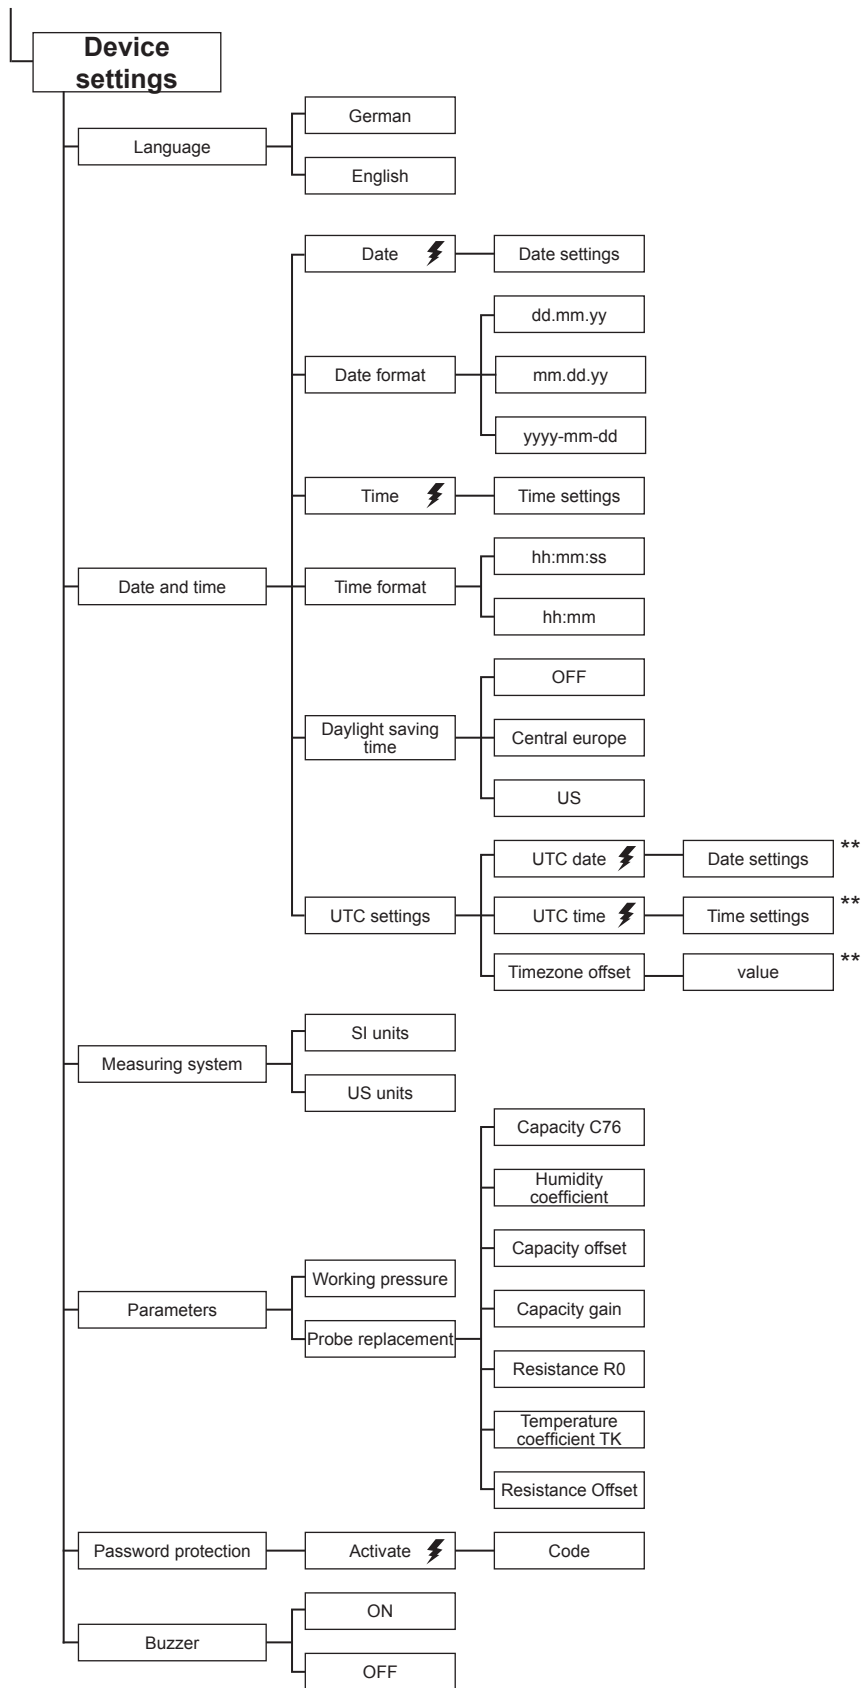 Device
settings
Language
German
English
Date and time
Date
Date settings
Date format
dd.mm.yy
mm.dd.yy
yyyy-mm-dd
Time
Time settings
Time format
hh:mm:ss
hh:mm
Daylight saving
time
OFF
Central europe
US
UTC settings
UTC date
Date settings **
UTC time
Time settings **
Timezone offset
value **
Measuring system
SI units
US units
Parameters
Working pressure
Probe replacement
Capacity C76
Humidity
coefficient
Capacity offset
Capacity gain
Resistance R0
Temperature
coefficient TK
Resistance Offset
Password protection
Activate
Code
Buzzer
ON
OFF